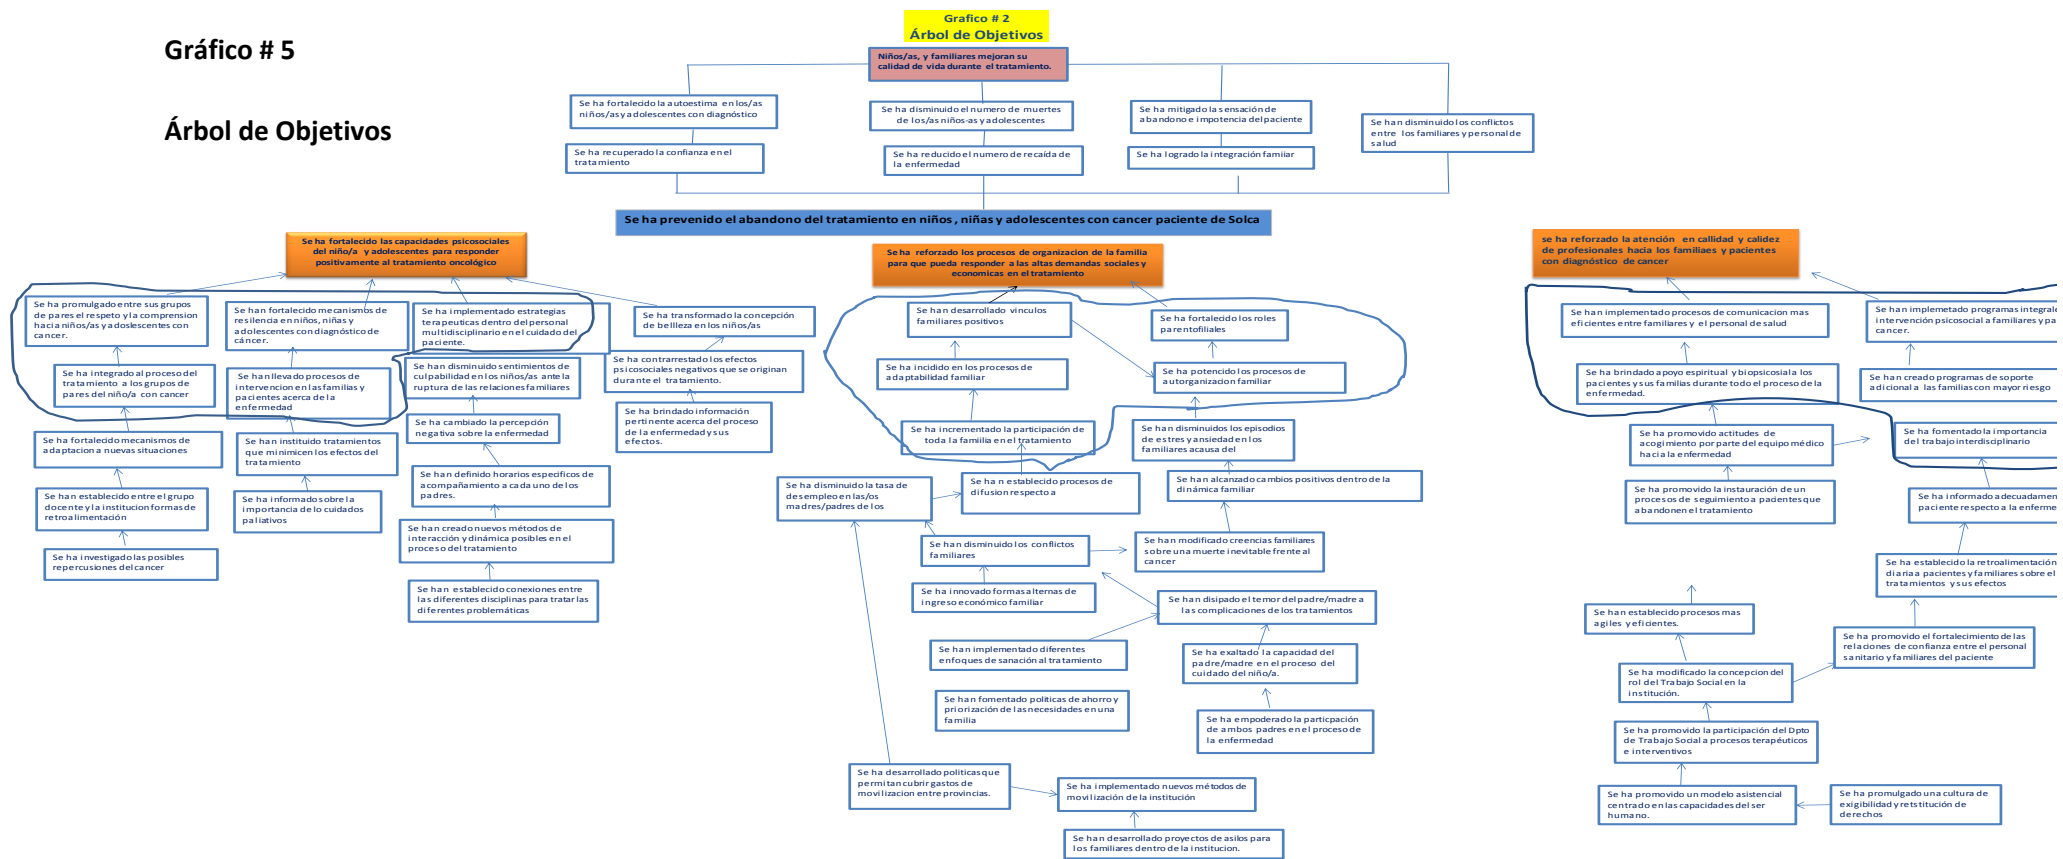 Gráfico # 5
Árbol de Objetivos
Grafico # 2
Árbol de Objetivos
Niños/as, y familiares mejoran su
calidad de vida durante el tratamiento.
Se ha fortalecido la autoestima en los/as
niños/as y adolescentes con diagnóstico
Se ha disminuido el numero de muertes
de los/as niños-as y adolescentes
Se ha mitigado la sensación de
abandono e impotencia del paciente
Se han disminuido los conflictos
entre los familiares y personal de
salud
Se ha recuperado la confianza en el
tratamiento
Se ha reducido el numero de recaída de
la enfermedad
Se ha logrado la integración famiiar
Se ha prevenido el abandono del tratamiento en niños , niñas y adolescentes con cancer paciente de Solca
Se ha fortalecido las capacidades psicosociales
del niño/a y adolescentes para responder
positivamente al tratamiento oncológico
Se ha reforzado los procesos de organizacion de la familia
para que pueda responder a las altas demandas sociales y
economicas en el tratamiento
se ha reforzado la atención en callidad y calidez
de profesionales hacia los familiaes y pacientes
con diagnóstico de cancer
Se ha promulgado entre sus grupos
de pares el respeto y la comprension
hacia niños/as y adoslescentes con
cancer.
Se han fortalecido mecanismos de
resilencia en niños, niñas y
adolescentes con diagnóstico de
cáncer.
Se ha implementado estrategias
terapeuticas dentro del personal
multidisciplinario en el cuidado del
paciente.
Se ha transformado la concepción
de bellleza en los niños/as
Se ha integrado al proceso del
tratamiento a los grupos de
pares del niño/a con cancer
Se han llevado procesos de
intervencion en las familias y
pacientes acerca de la
enfermedad
Se han disminuido sentimientos de
culpabilidad en los niños/as ante la
ruptura de las relaciones familiares
Se ha contrarrestado los efectos
psicosociales negativos que se originan
durante el tratamiento.
Se ha fortalecido mecanismos de
adaptacion a nuevas situaciones
Se han instituido tratamientos
que minimicen los efectos del
tratamiento
Se ha cambiado la percepción
negativa sobre la enfermedad
Se ha brindado información
pertinente acerca del proceso
de la enfermedad y sus
efectos.
Se han establecido entre el grupo
docente y la institucion formas de
retroalimentación
Se ha informado sobre la
importancia de lo cuidados
paliativos
Se han definido horarios especificos de
acompañamiento a cada uno de los
padres.
Se ha investigado las posibles
repercusiones del cancer
Se han creado nuevos métodos de
interacción y dinámica posibles en el
proceso del tratamiento
Se han establecido conexiones entre
las diferentes disciplinas para tratar las
diferentes problemáticas
Se han desarrollado vinculos
familiares positivos
Se ha fortalecido los roles
parentofiliales
Se ha incidido en los procesos de
adaptabilidad familiar
Se ha potencido los procesos de
autorganizacion familiar
Se ha incrementado la participación de
toda la famillia en el tratamiento
Se han disminuidos los episodios
de estres y ansiedad en los
familiares acausa del
Se ha disminuido la tasa de
desempleo en las/os
madres/padres de los
Se ha n establecido procesos de
difusion respecto a
Se han alcanzado cambios positivos dentro de la
dinámica familiar
Se han disminuido los conflictos
familiares
Se han modificado creencias familiares
sobre una muerte inevitable frente al
cancer
Se ha innovado formas alternas de
ingreso económico familiar
Se han disipado el temor del padre/madre a
las complicaciones de los tratamientos
Se han implementado diferentes
enfoques de sanación al tratamiento
Se ha exaltado la capacidad del
padre/madre en el proceso del
cuidado del niño/a.
Se han fomentado politicas de ahorro y
priorización de las necesidades en una
familia
Se ha empoderado la particpación
de ambos padres en el proceso de
la enfermedad
Se ha desarrollado politicas que
permitan cubrir gastos de
movilizacion entre provincias.
Se ha implementado nuevos métodos de
movilización de la institución
Se han desarrollado proyectos de asilos para
los familiares dentro de la institucion.
Se han implementado procesos de comunicacion mas
eficientes entre familiares y el personal de salud
Se han implemetado programas integrale
intervención psicosocial a familiares y pa
cancer.
Se ha brindado apoyo espiritual y biopsicosial a los
pacientes y sus familias durante todo el proceso de la
enfermedad.
Se han creado programas de soporte
adicional a las familias con mayor riesgo
Se ha promovido actitudes de
acogimiento por parte del equipo médico
hacia la enfermedad
Se ha fomentado la importancia
del trabajo interdisciplinario
Se ha promovido la instauración de un
procesos de seguimiento a pacientes que
abandonen el tratamiento
Se ha informado adecuadamen
paciente respecto a la enferme
Se ha establecido la retroalimentación
diaria a pacientes y familiares sobre el
tratamientos y sus efectos
Se han establecido procesos mas
agiles y eficientes.
Se ha promovido el fortalecimiento de las
relaciones de confianza entre el personal
sanitario y familiares del paciente
Se ha modificado la concepcion del
rol del Trabajo Social en la
institución.
Se ha promovido la participación del Dpto
de Trabajo Social a procesos terapéuticos
e interventivos
Se ha promovido un modelo asistencial
centrado en las capacidades del ser
humano.
Se ha promulgado una cultura de
exigibilidad y retstitución de
derechos